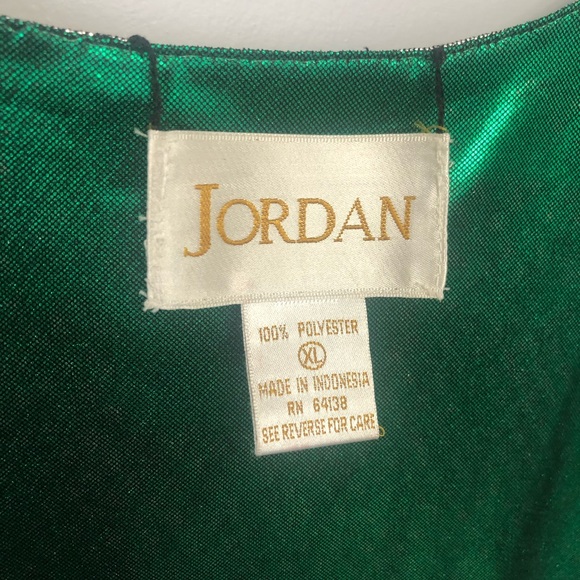 JORDAN
100% POLYESTER
XL
MADE IN INDONESIA
RN 64138
SEE REVERSE FOR CARE